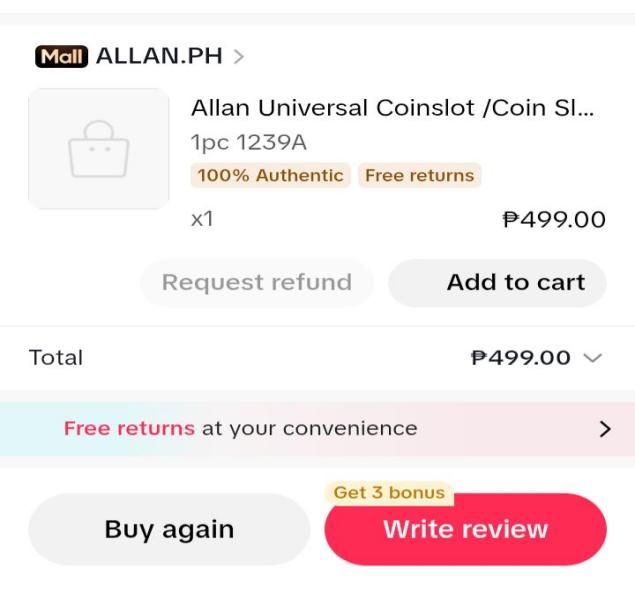 Mall ALLAN.PH
Allan Universal Coinslot /Coin Sl...
1pc 1239A
100% Authentic Free returns
x1 ₱499.00
Request refund Add to cart
Total ₱499.00
Free returns at your convenience
Get 3 bonus
Buy again Write review